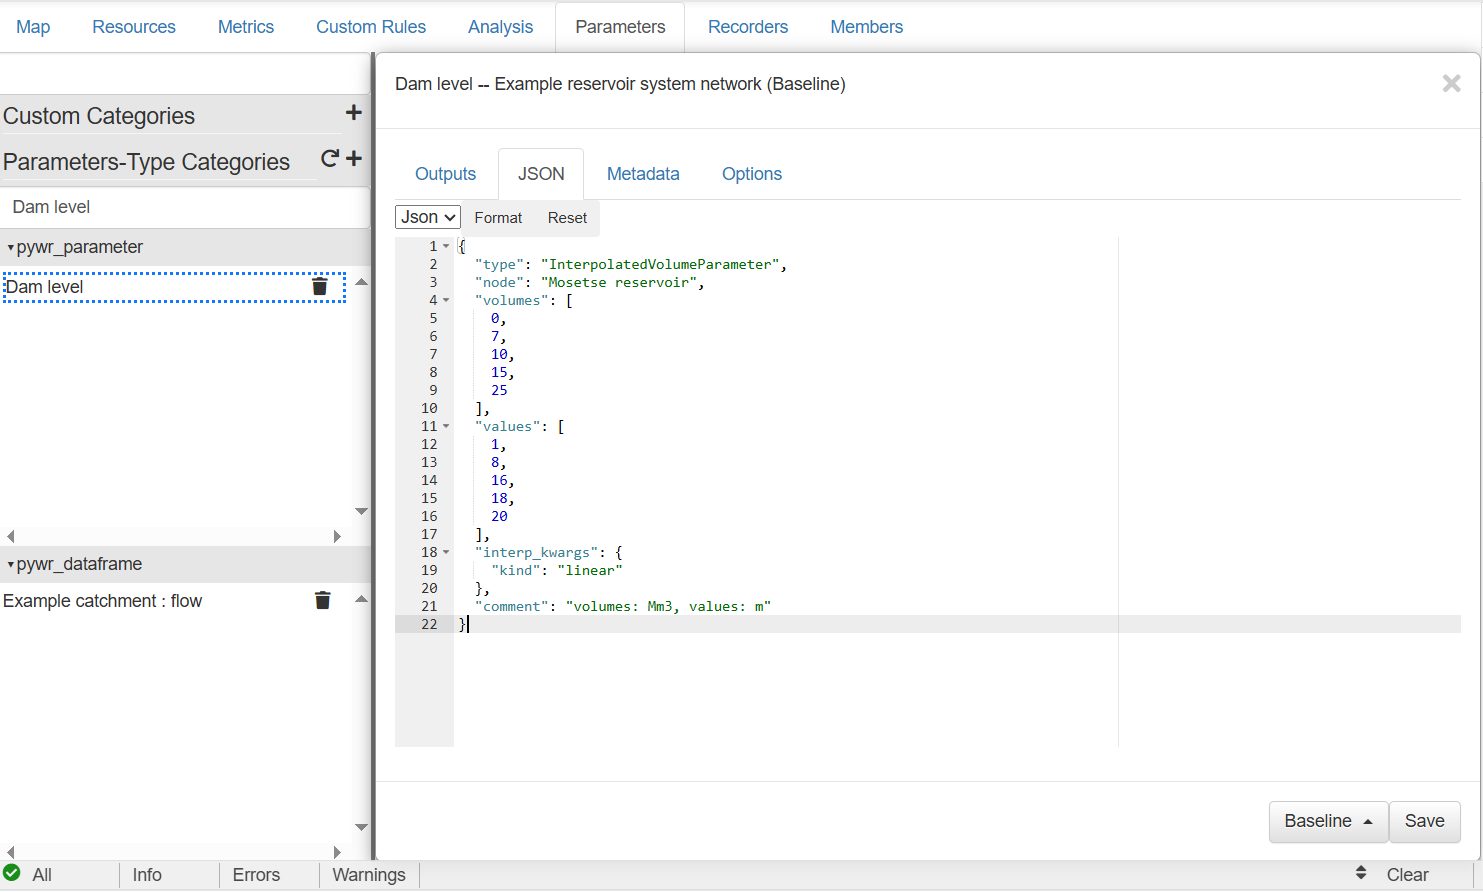 Map Resources Metrics Custom Rules Analysis Parameters Recorders Members
Custom Categories
Parameters-Type Categories
Dam level
pywr_parameter
Dam level
pywr_dataframe
Example catchment : flow
Dam level -- Example reservoir system network (Baseline)
Outputs JSON Metadata Options
Json Format Reset
1 {
2 "type": "InterpolatedVolumeParameter",
3 "node": "Mosetse reservoir",
4 "volumes": [
5 0,
6 7,
7 10,
8 15,
9 25
10 ],
11 "values": [
12 1,
13 8,
14 16,
15 18,
16 20
17 ],
18 "interp_kwargs": {
19 "kind": "linear"
20 },
21 "comment": "volumes: Mm3, values: m"
22 }
Baseline Save
All Info Errors Warnings Clear